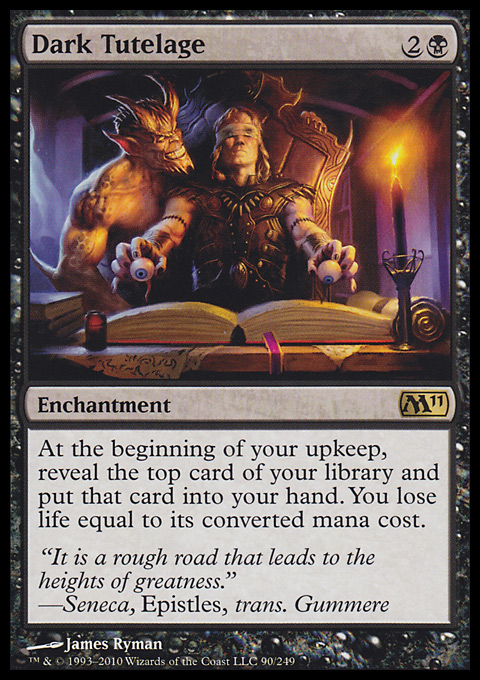 Dark Tutelage 2
Enchantment M11
At the beginning of your upkeep,
reveal the top card of your library and
put that card into your hand. You lose
life equal to its converted mana cost.
“It is a rough road that leads to the
heights of greatness.”
—Seneca, Epistles, trans. Gummere
James Ryman
™ & © 1993–2010 Wizards of the Coast LLC 90/249